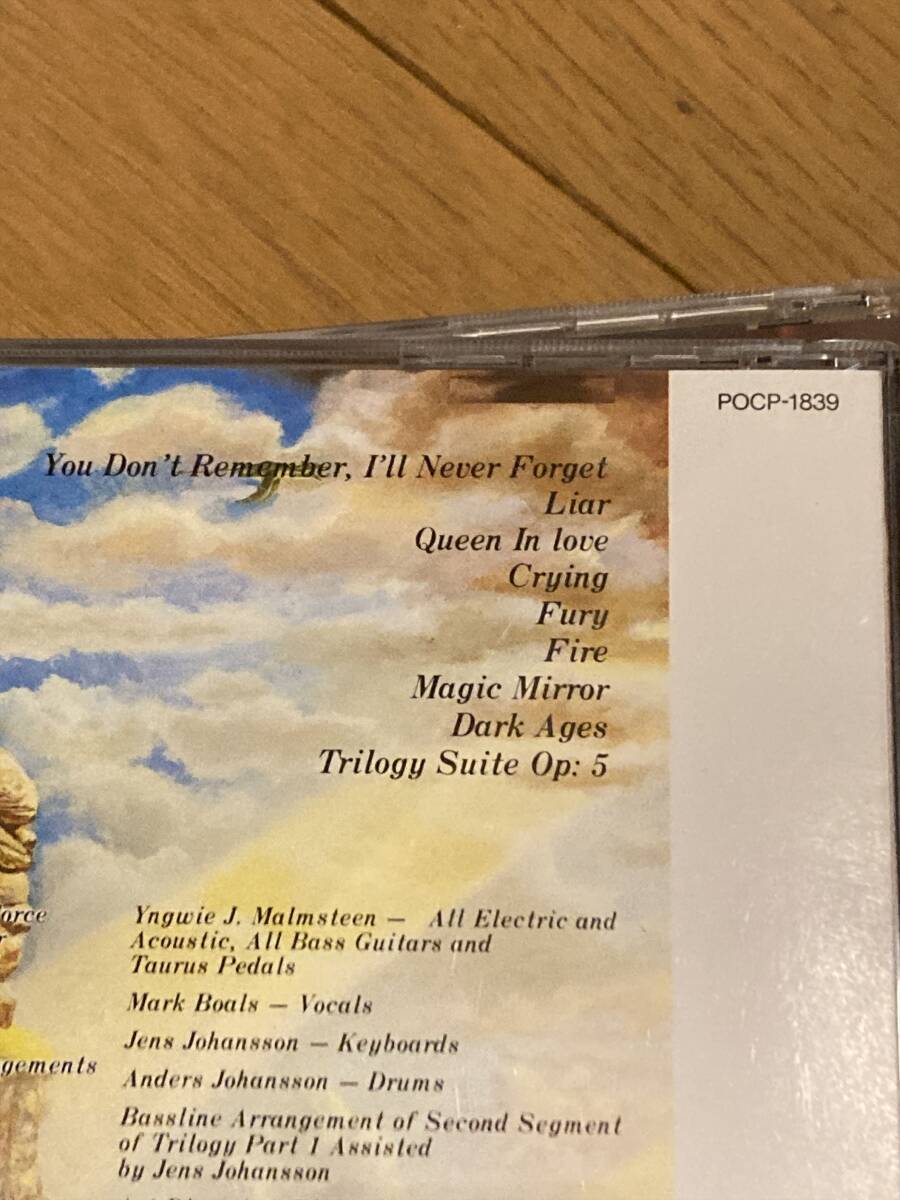 POCP-1839
You Don't Remember, I'll Never Forget
Liar
Queen In love
Crying
Fury
Fire
Magic Mirror
Dark Ages
Trilogy Suite Op: 5
Yngwie J. Malmsteen — All Electric and
Acoustic, All Bass Guitars and
Taurus Pedals
Mark Boals — Vocals
Jens Johansson — Keyboards
Anders Johansson — Drums
Bassline Arrangement of Second Segment
of Trilogy Part 1 Assisted
by Jens Johansson